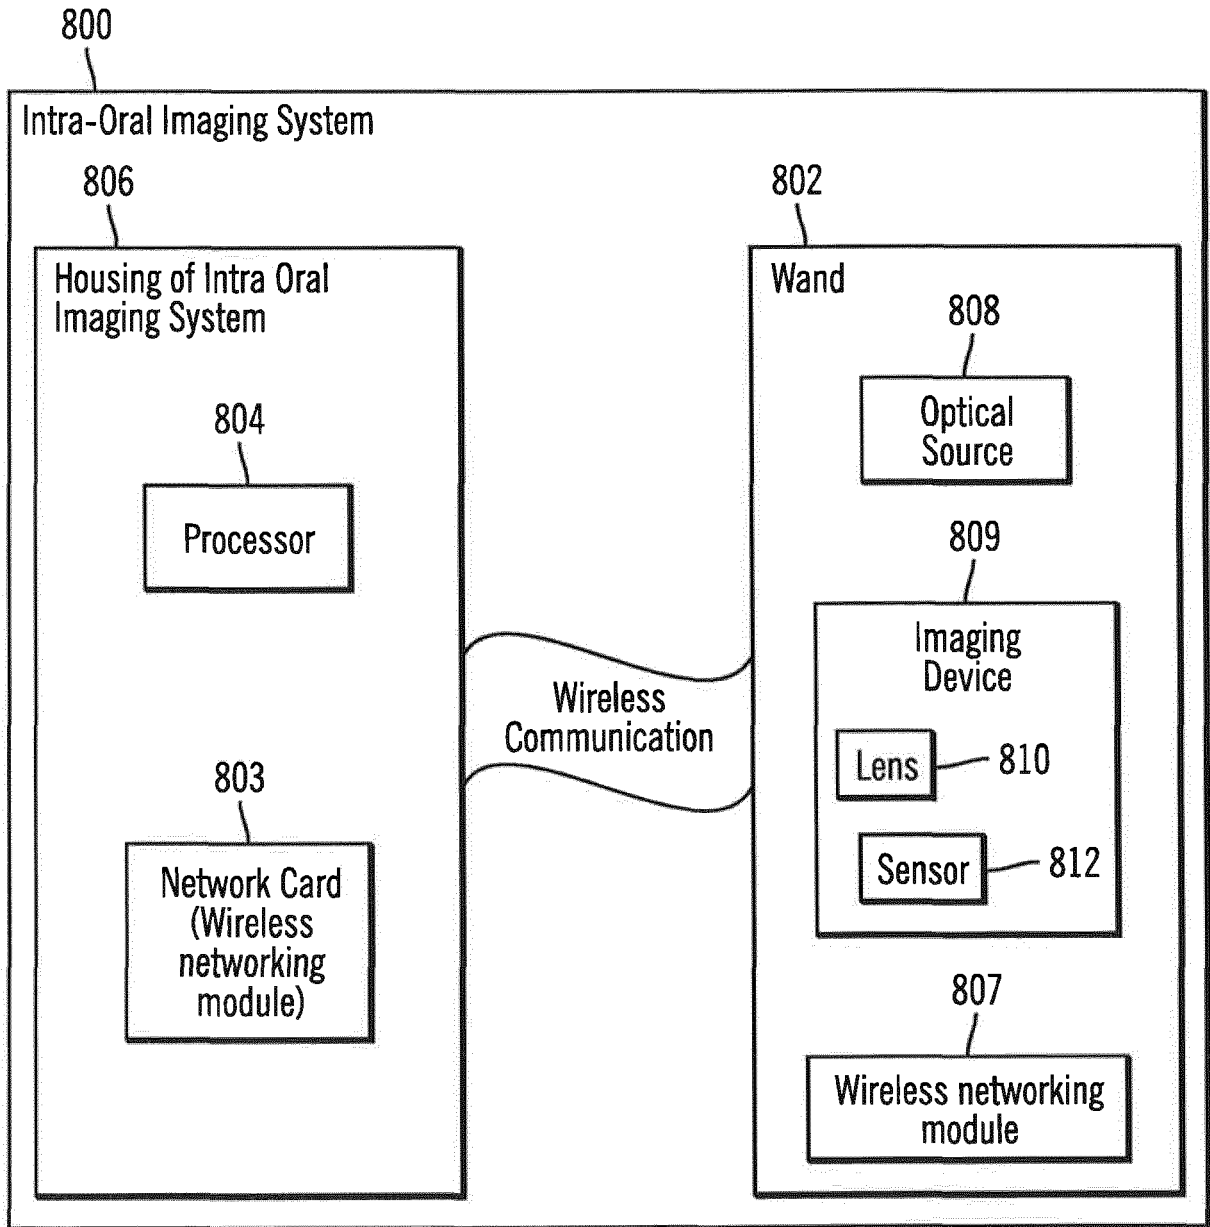 800
Intra-Oral Imaging System
806
Housing of Intra Oral
Imaging System
804
Processor
803
Network Card
(Wireless
networking
module)
Wireless
Communication
802
Wand
808
Optical
Source
809
Imaging
Device
Lens
810
Sensor
812
807
Wireless networking
module